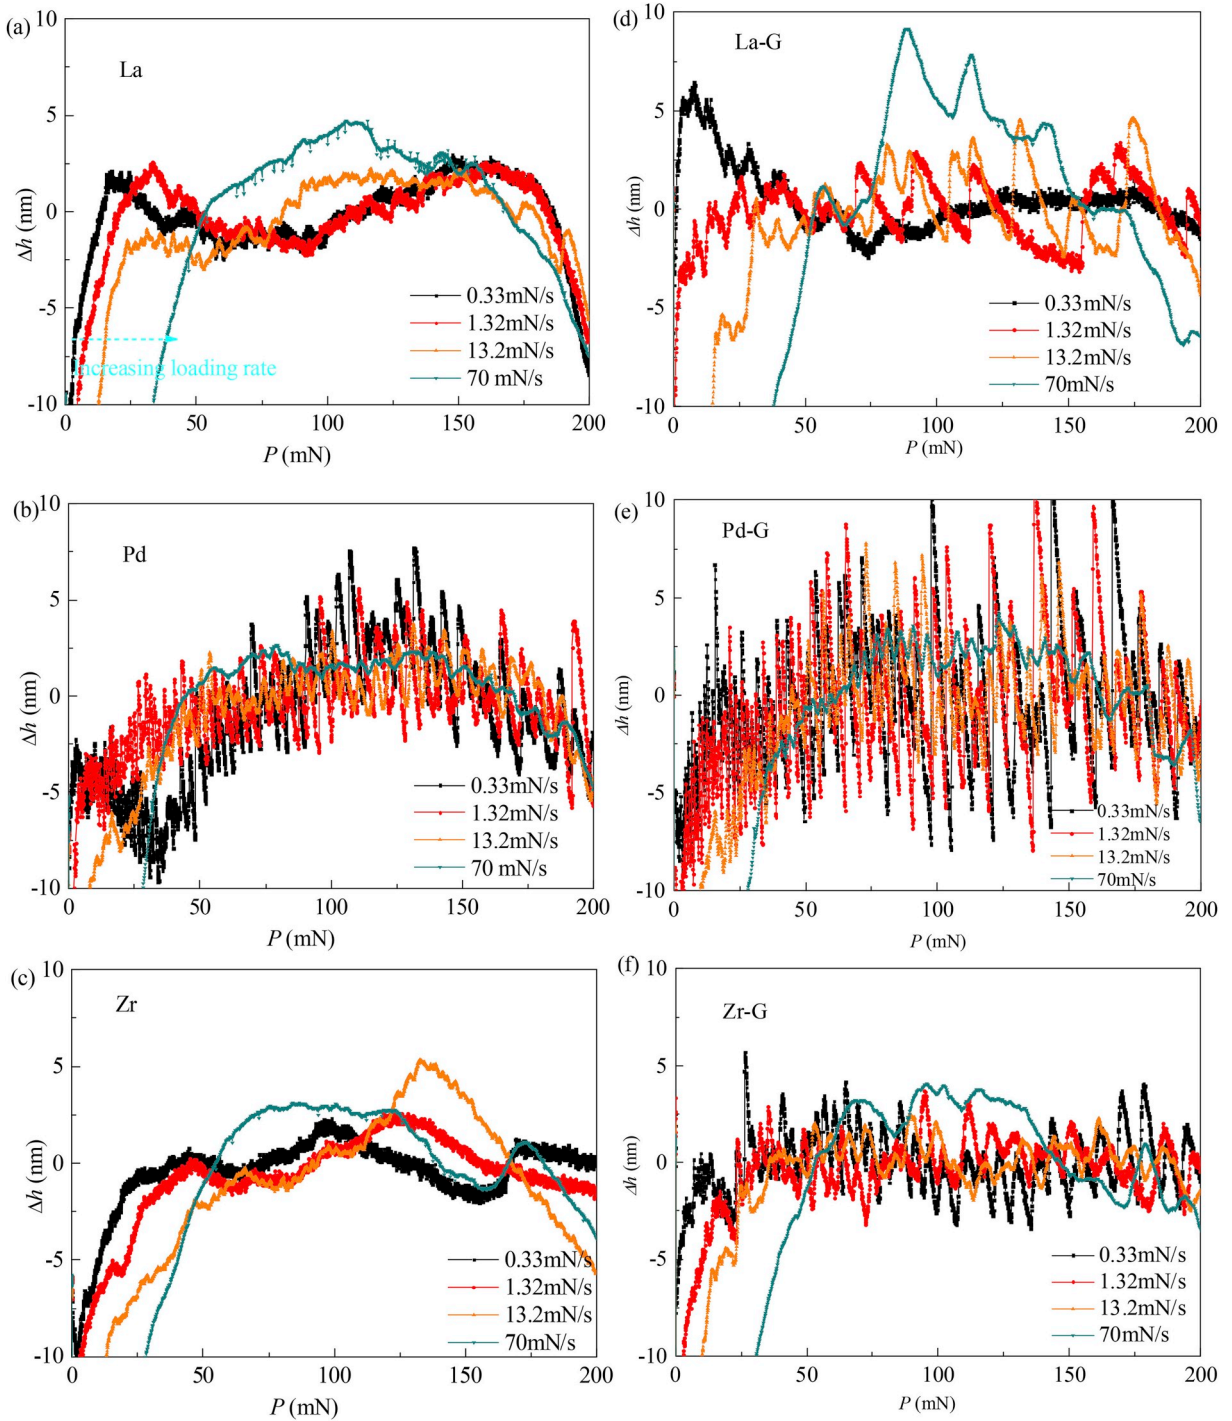 (a)
La
10
5
0
-5
-10
Δh (nm)
0.33mN/s
1.32mN/s
13.2mN/s
70 mN/s
Increasing loading rate
0 50 100 150 200
P (mN)
(d)
La-G
10
5
0
-5
-10
Δh (nm)
0.33mN/s
1.32mN/s
13.2mN/s
70mN/s
0 50 100 150 200
P (mN)
(b)
Pd
10
5
0
-5
-10
Δh (nm)
0.33mN/s
1.32mN/s
13.2mN/s
70 mN/s
0 50 100 150 200
P (mN)
(e)
Pd-G
10
5
0
-5
-10
Δh (nm)
0.33mN/s
1.32mN/s
13.2mN/s
70mN/s
0 50 100 150 200
P (mN)
(c)
Zr
10
5
0
-5
-10
Δh (nm)
0.33mN/s
1.32mN/s
13.2mN/s
70mN/s
0 50 100 150 200
P (mN)
(f)
Zr-G
10
5
0
-5
-10
Δh (nm)
0.33mN/s
1.32mN/s
13.2mN/s
70mN/s
0 50 100 150 200
P (mN)